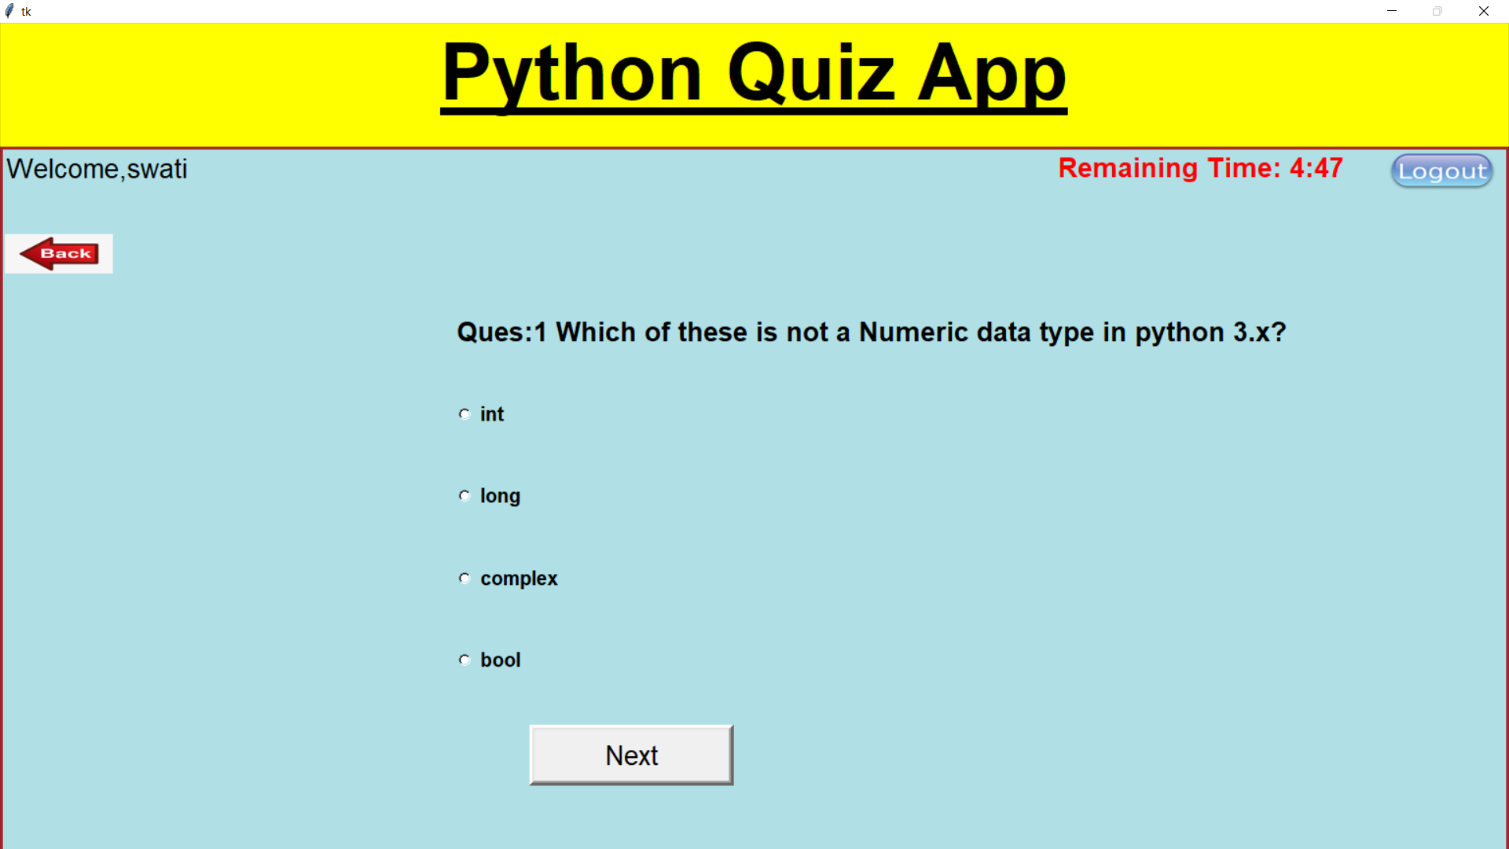 tk
Python Quiz App
Welcome,swati
Remaining Time: 4:47
Logout
Back
Ques:1 Which of these is not a Numeric data type in python 3.x?
int
long
complex
bool
Next